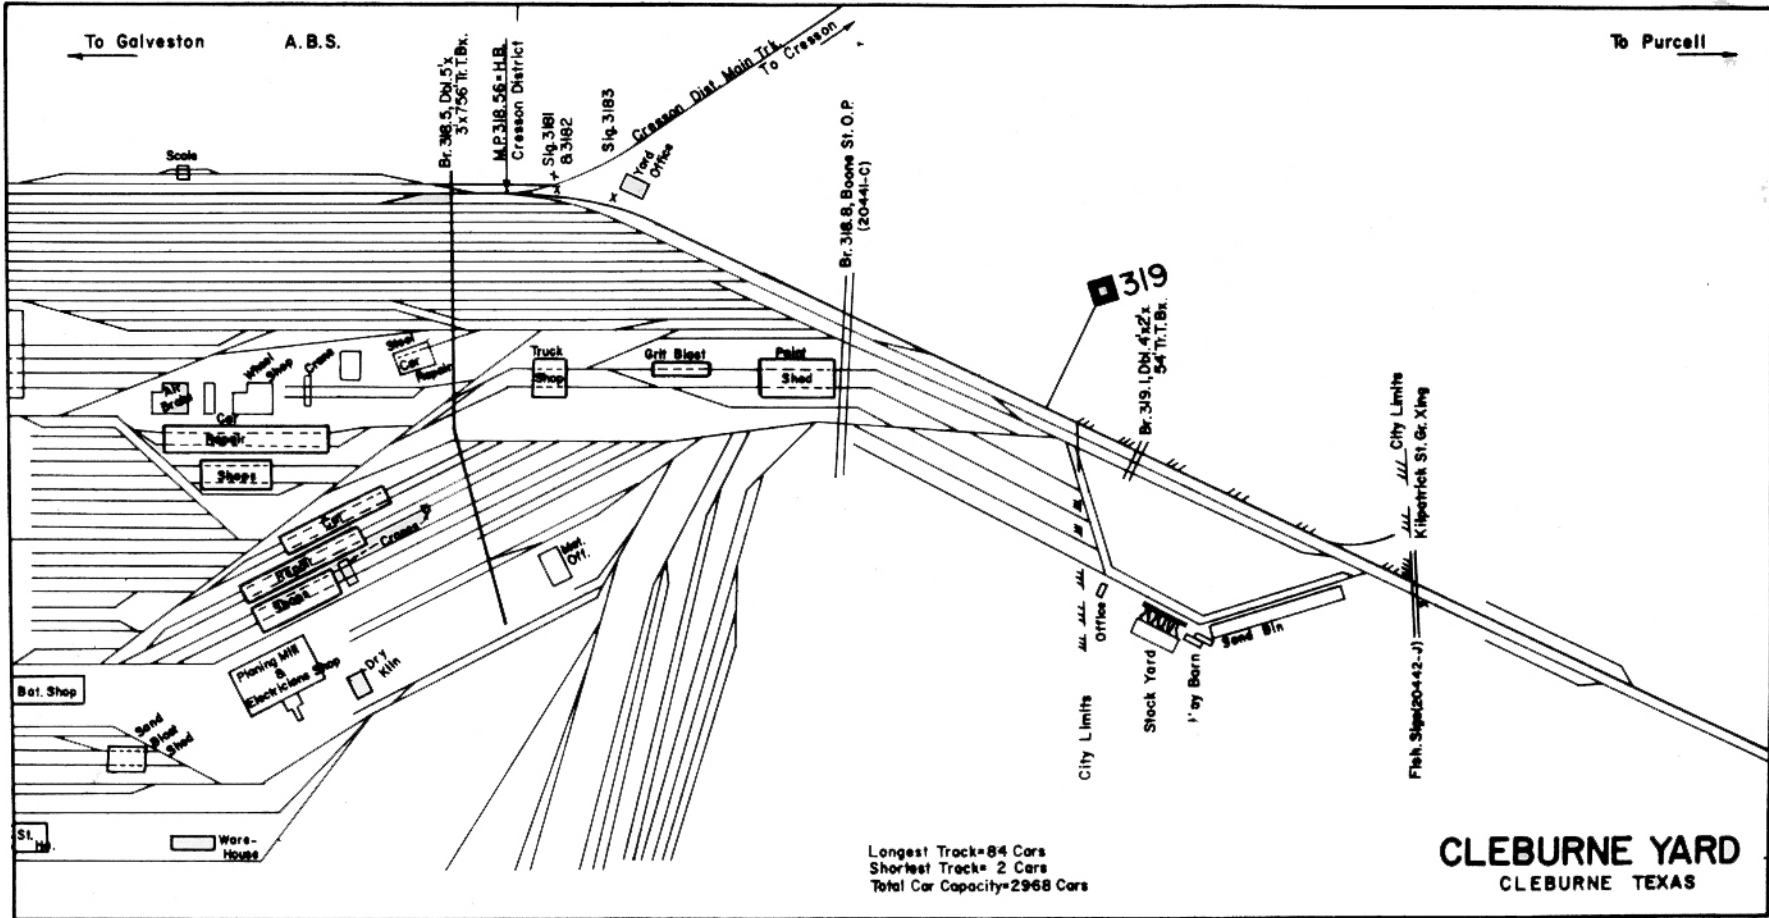 To Galveston
A.B.S.
To Purcell
Br. 318.5, Dbl. 5'x
3'x 756' Tr. T. Bx.
M.P. 318.56=H.B.
Cresson District
Sig. 3181
& 3182
Sig. 3183
Cresson Dist. Main Trk.
To Cresson
Yard
Office
Scale
Br. 318.8, Boone St. O.P.
(20441-C)
319
Br. 319.1, Dbl. 4'x2'x
54' Tr. T. Bx.
City Limits
Kilpatrick St. Gr. Xing
Flsh. Sigs (20442-J)
Air
Brake
Wheel
Shop
Crane
Steel
Car
Repair
Truck
Shop
Grit Blast
Paint
Shed
Car
Repair
Shops
Car
Repair
Shops
Cranes
Mat.
Off.
Planing Mill
&
Electricians Shop
Dry
Kiln
Bat. Shop
Sand
Blast
Shed
St.
Ho.
Ware-
House
City Limits
Office
Stock Yard
Hay Barn
Sand Bin
Longest Track=84 Cars
Shortest Track= 2 Cars
Total Car Capacity=2968 Cars
CLEBURNE YARD
CLEBURNE TEXAS